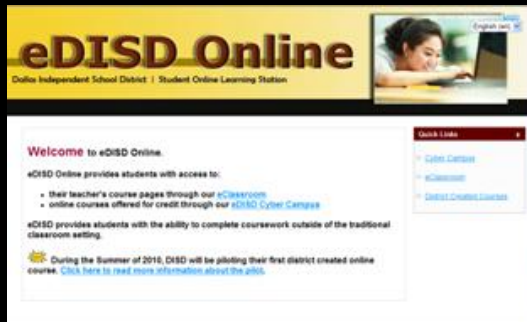 English (en)
eDISD Online
Dallas Independent School District | Student Online Learning Station
Welcome to eDISD Online.
eDISD Online provides students with access to:
• their teacher's course pages through our eClassroom
• online courses offered for credit through our eDISD Cyber Campus
eDISD provides students with the ability to complete coursework outside of the traditional
classroom setting.
During the Summer of 2010, DISD will be piloting their first district created online
course. Click here to read more information about the pilot.
Quick Links
Cyber Campus
eClassroom
District Created Courses